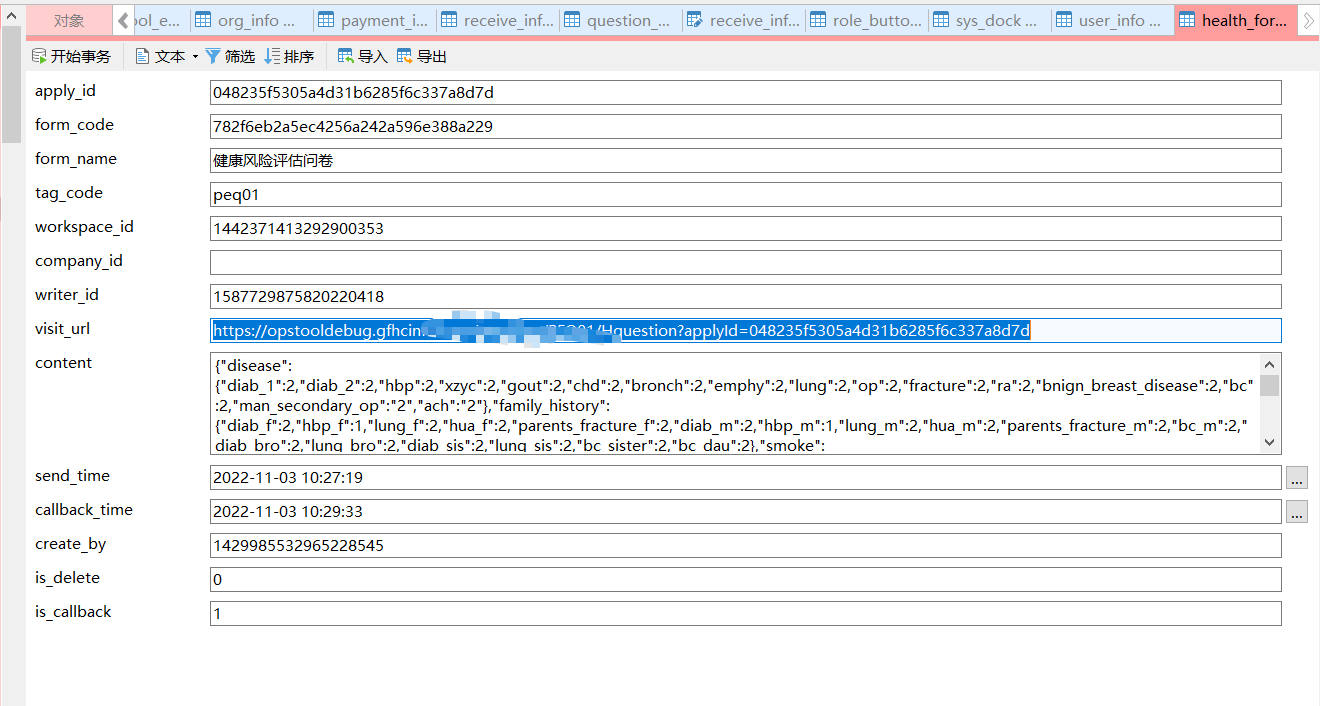 对象 ool_e... org_info ... payment_i... receive_inf... question_... receive_inf... role_butto... sys_dock ... user_info ... health_for...
开始事务 文本 筛选 排序 导入 导出
apply_id 048235f5305a4d31b6285f6c337a8d7d
form_code 782f6eb2a5ec4256a242a596e388a229
form_name 健康风险评估问卷
tag_code peq01
workspace_id 1442371413292900353
company_id
writer_id 1587729875820220418
visit_url https://opstooldebug.gfhcin /Hquestion?applyId=048235f5305a4d31b6285f6c337a8d7d
content {"disease":
{"diab_1":2,"diab_2":2,"hbp":2,"xzyc":2,"gout":2,"chd":2,"bronch":2,"emphy":2,"lung":2,"op":2,"fracture":2,"ra":2,"bnign_breast_disease":2,"bc"
:2,"man_secondary_op":"2","ach":"2"},"family_history":
{"diab_f":2,"hbp_f":1,"lung_f":2,"hua_f":2,"parents_fracture_f":2,"diab_m":2,"hbp_m":1,"lung_m":2,"hua_m":2,"parents_fracture_m":2,"bc_m":2,"
diab_bro":2,"lung_bro":2,"diab_sis":2,"lung_sis":2,"bc_sister":2,"bc_dau":2},"smoke":
send_time 2022-11-03 10:27:19 ...
callback_time 2022-11-03 10:29:33 ...
create_by 1429985532965228545
is_delete 0
is_callback 1